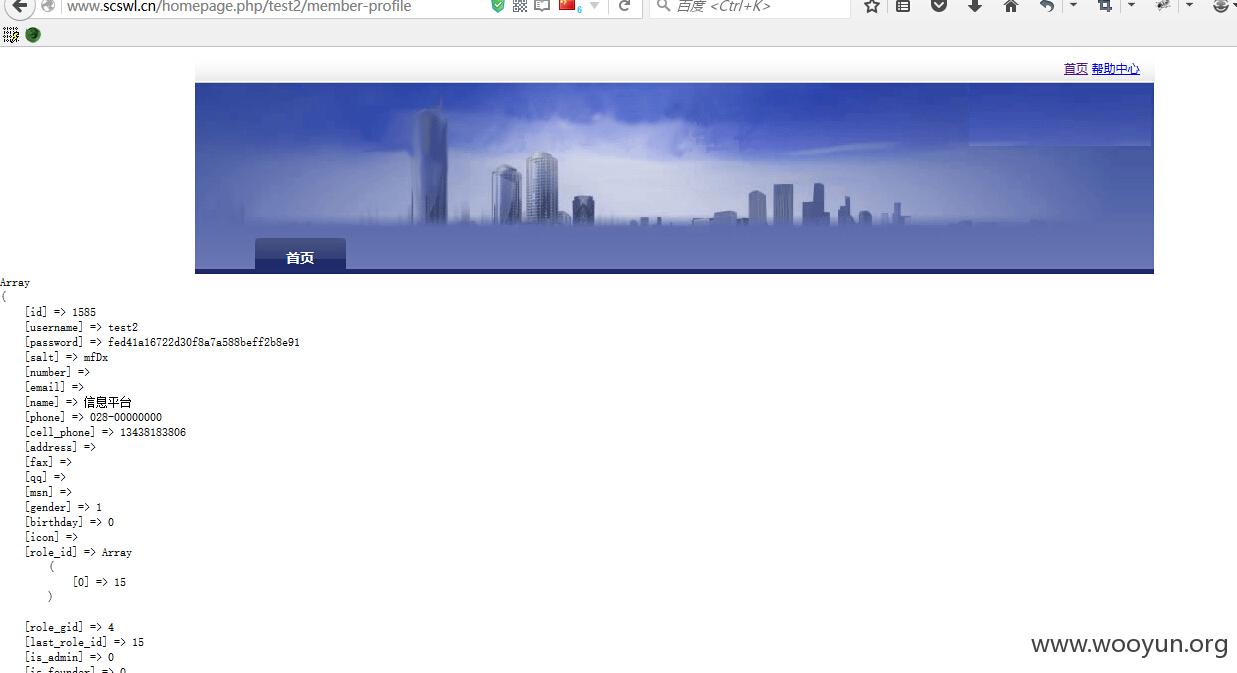 www.scswl.cn/homepage.php/test2/member-profile
百度 <Ctrl+K>
6
首页 帮助中心
首页
Array
(
[id] => 1585
[username] => test2
[password] => fed41a16722d30f8a7a588beff2b8e91
[salt] => mfDx
[number] =>
[email] =>
[name] => 信息平台
[phone] => 028-00000000
[cell_phone] => 13438183806
[address] =>
[fax] =>
[qq] =>
[msn] =>
[gender] => 1
[birthday] => 0
[icon] =>
[role_id] => Array
(
[0] => 15
)
[role_gid] => 4
[last_role_id] => 15
[is_admin] => 0
[is_founder] => 0
www.wooyun.org